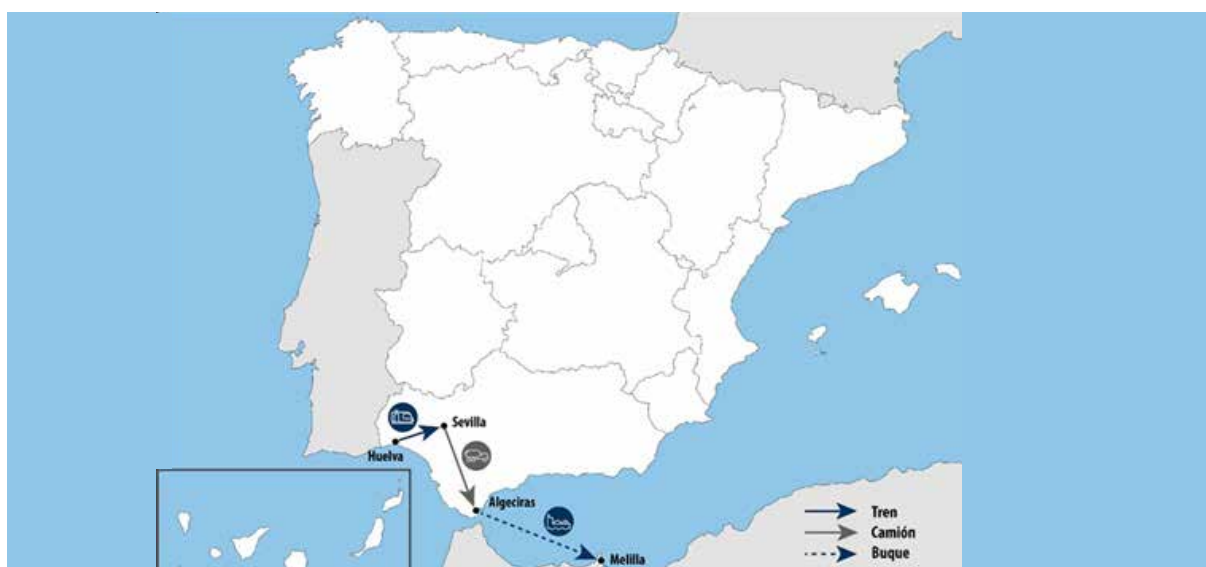 Sevilla
Huelva
Algeciras
Melilla
Tren
Camión
Buque